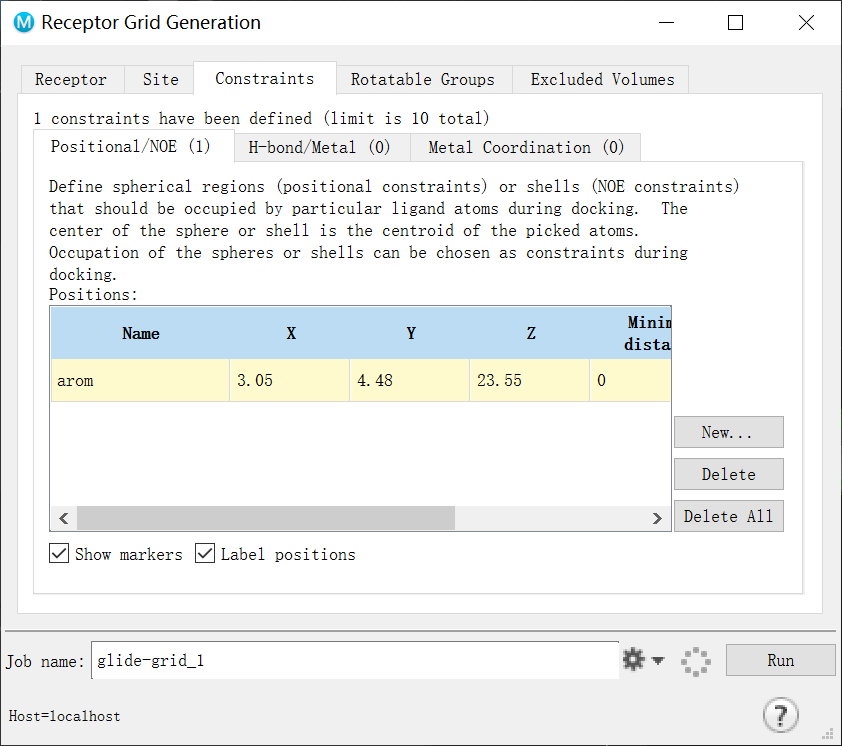 Receptor Grid Generation
Receptor Site Constraints Rotatable Groups Excluded Volumes
1 constraints have been defined (limit is 10 total)
Positional/NOE (1) H-bond/Metal (0) Metal Coordination (0)
Define spherical regions (positional constraints) or shells (NOE constraints)
that should be occupied by particular ligand atoms during docking.  The
center of the sphere or shell is the centroid of the picked atoms.
Occupation of the spheres or shells can be chosen as constraints during
docking.
Positions:
Name X Y Z Minim
dista
arom 3.05 4.48 23.55 0
New...
Delete
Delete All
Show markers Label positions
Job name: glide-grid_1 Run
Host=localhost